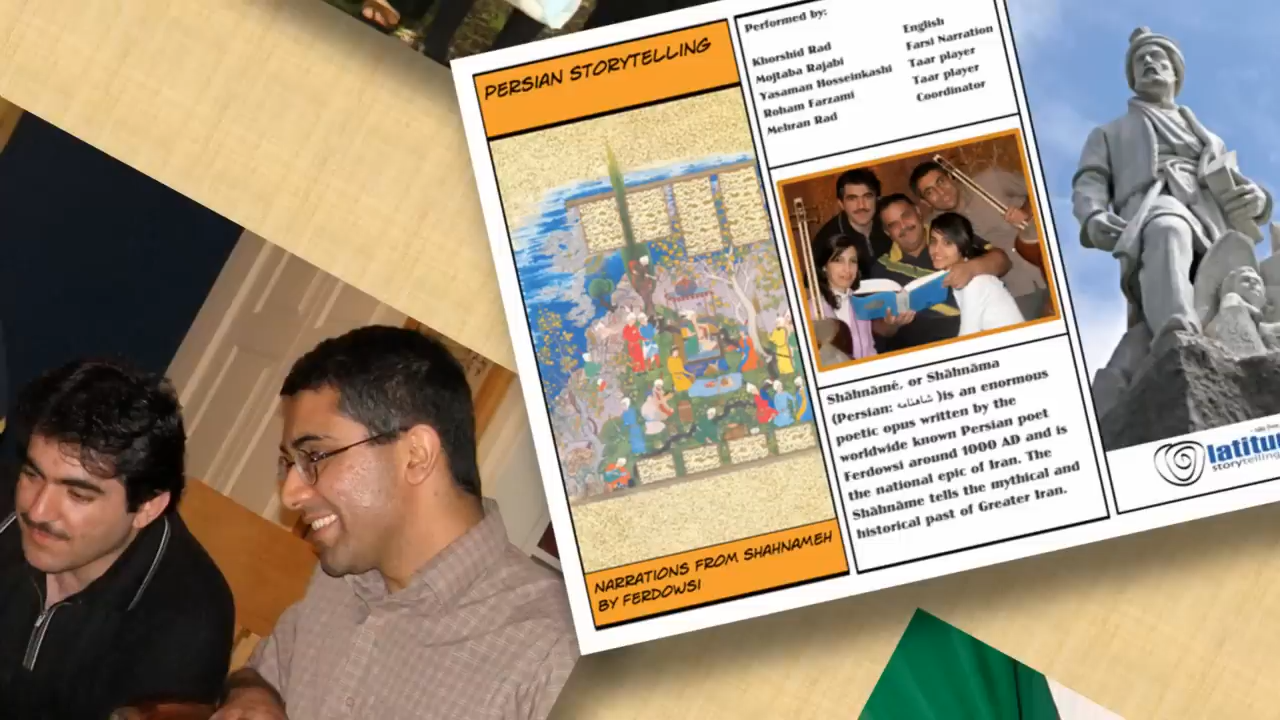 PERSIAN STORYTELLING
NARRATIONS FROM SHAHNAMEH
BY FERDOWSI
Performed by:
Khorshid Rad English
Mojtaba Rajabi Farsi Narration
Yasaman Hosseinkashi Taar player
Roham Farzami Taar player
Mehran Rad Coordinator
Shāhnāmé, or Shāhnāma
(Persian: شاهنامه )is an enormous
poetic opus written by the
worldwide known Persian poet
Ferdowsi around 1000 AD and is
the national epic of Iran. The
Shāhnāme tells the mythical and
historical past of Greater Iran.
latitu
storytelling